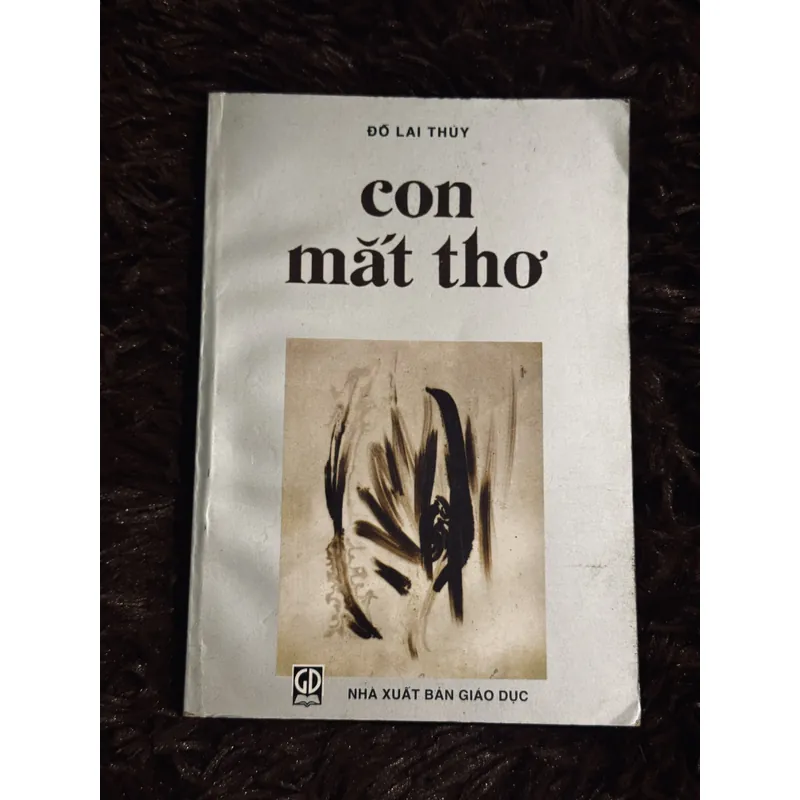 ĐỖ LAI THÚY
con
mắt thơ
GD
NHÀ XUẤT BẢN GIÁO DỤC